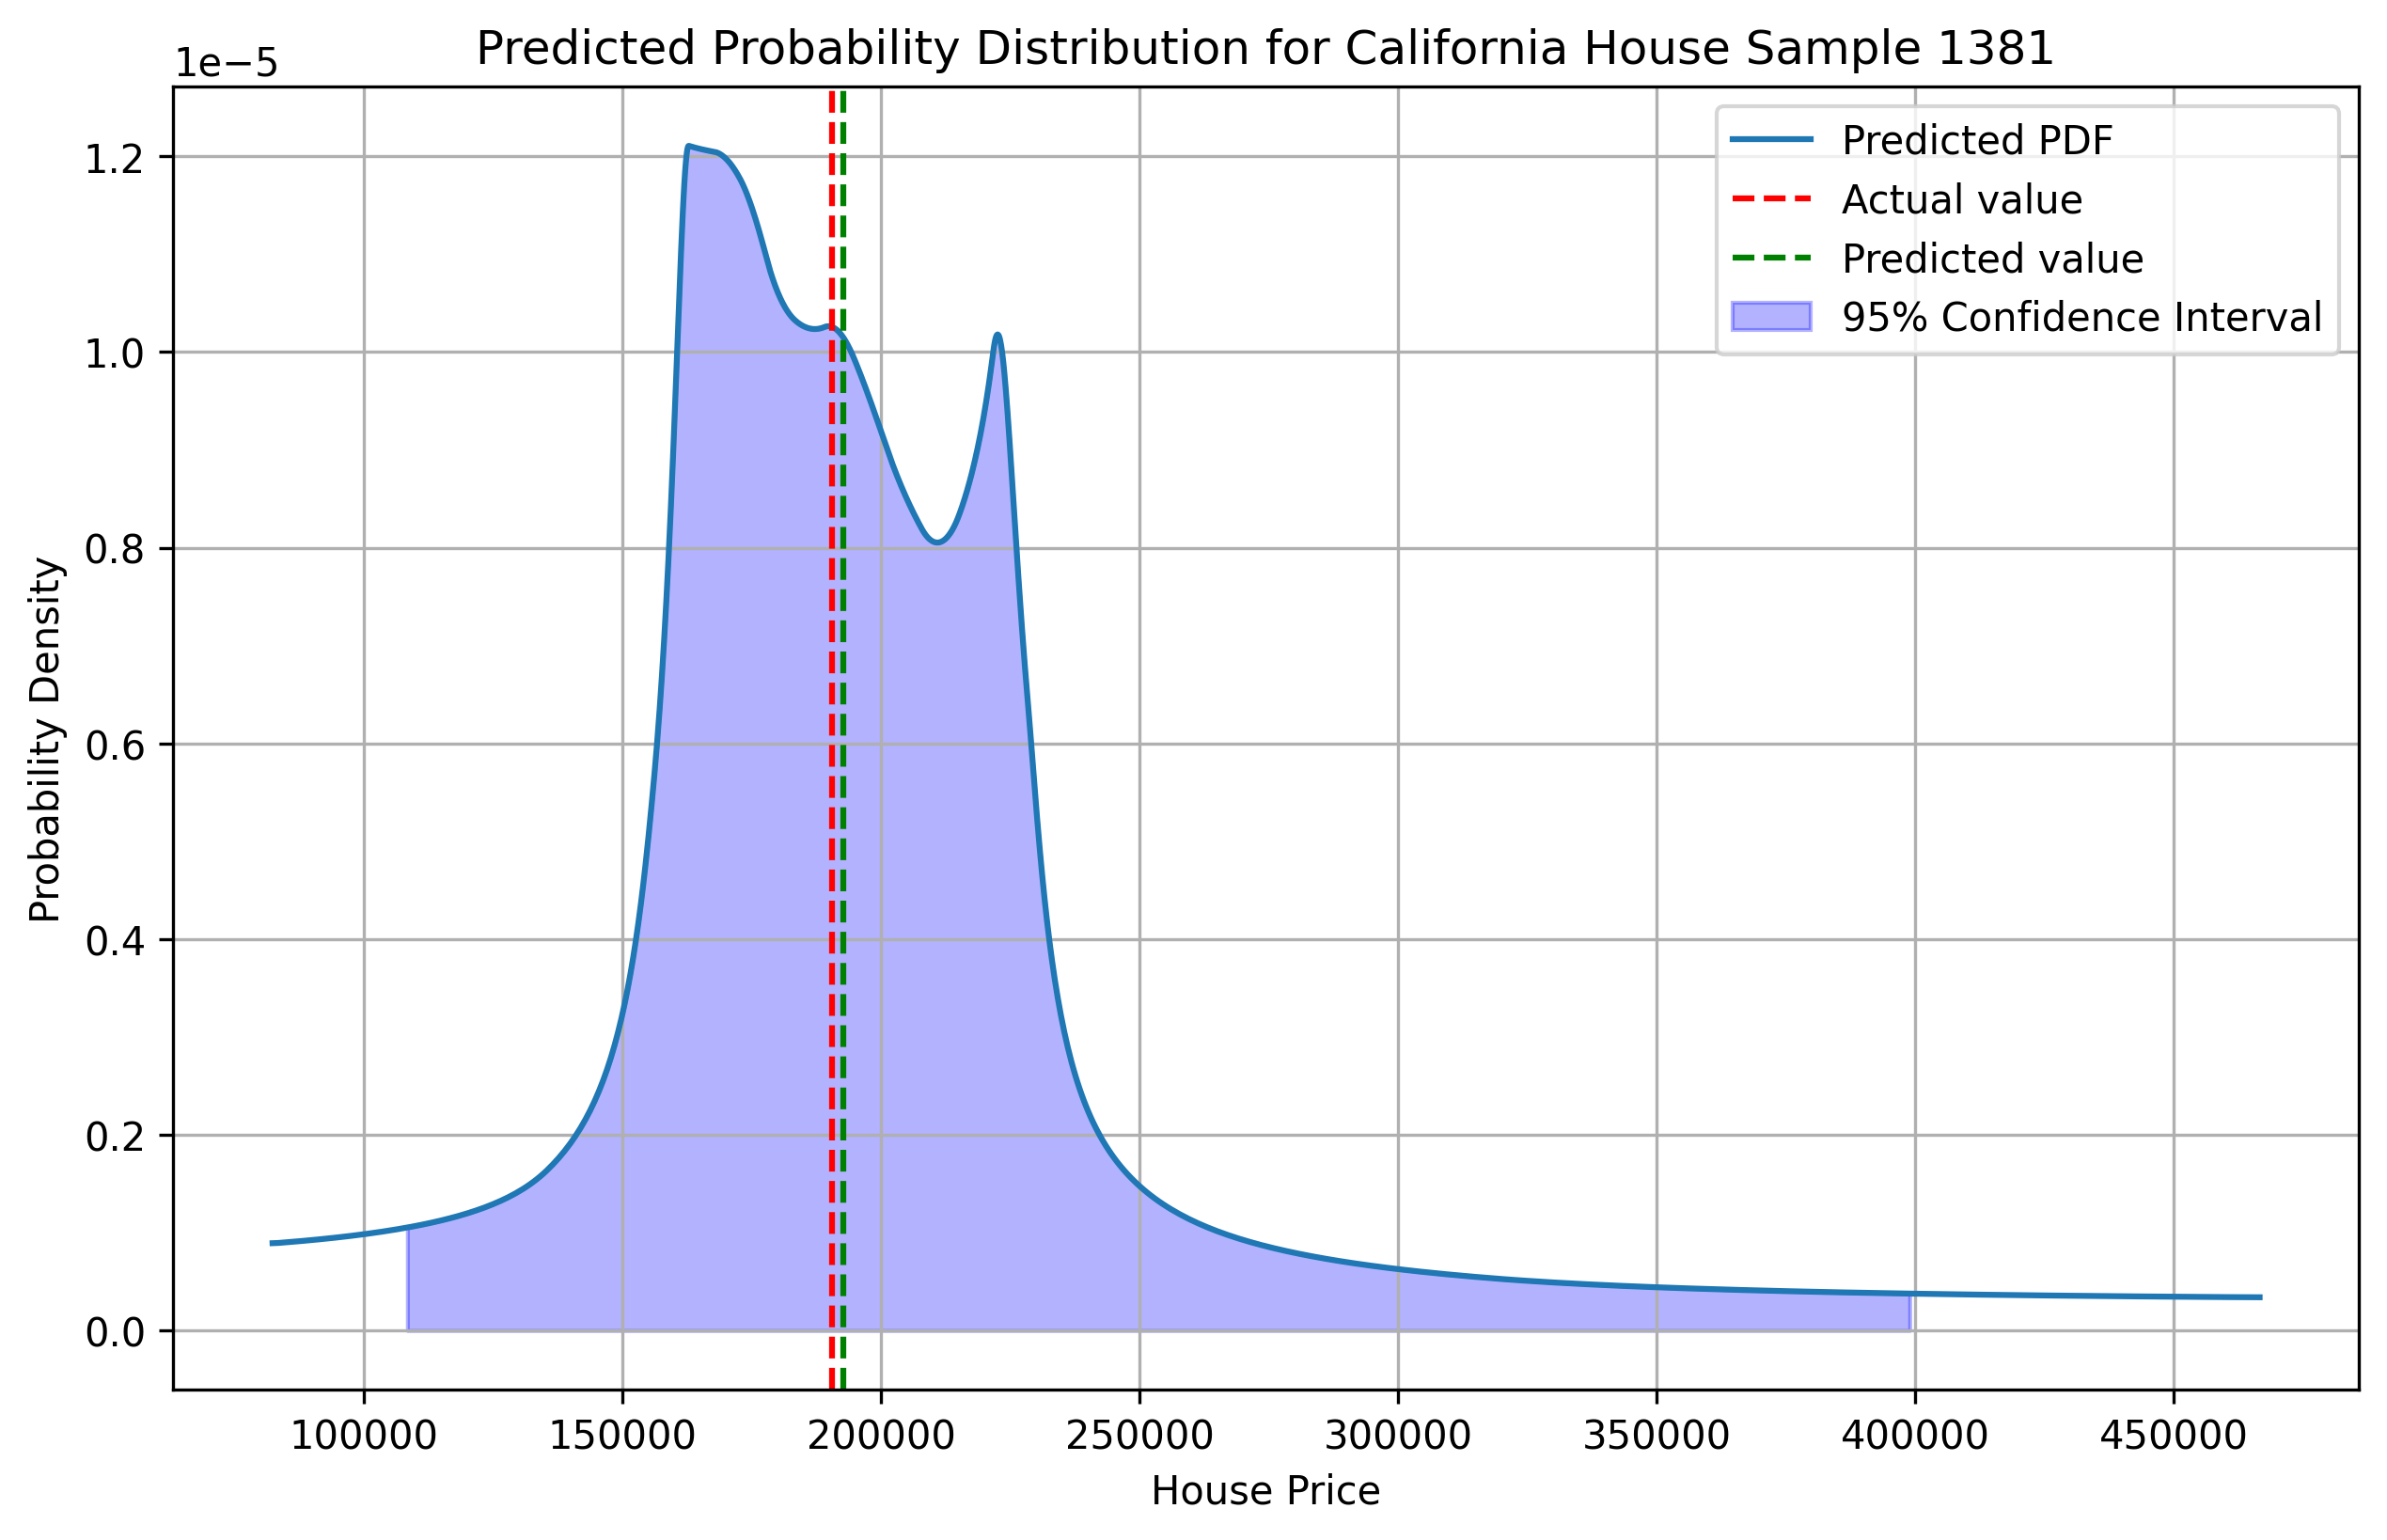 Predicted Probability Distribution for California House Sample 1381
1e−5
Predicted PDF
Actual value
Predicted value
95% Confidence Interval
1.2
1.0
0.8
0.6
0.4
0.2
0.0
Probability Density
100000 150000 200000 250000 300000 350000 400000 450000
House Price